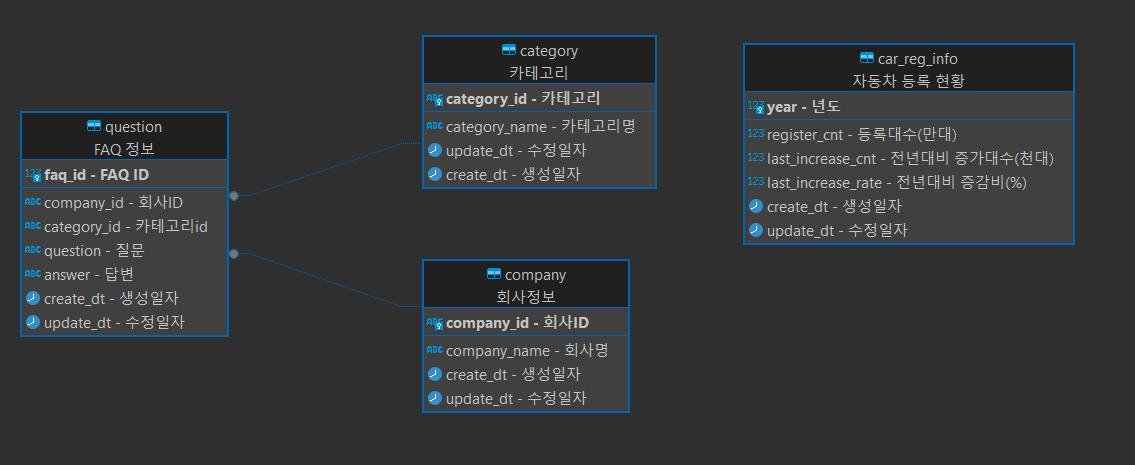 question
FAQ 정보
faq_id - FAQ ID
company_id - 회사ID
category_id - 카테고리id
question - 질문
answer - 답변
create_dt - 생성일자
update_dt - 수정일자
category
카테고리
category_id - 카테고리
category_name - 카테고리명
update_dt - 수정일자
create_dt - 생성일자
company
회사정보
company_id - 회사ID
company_name - 회사명
create_dt - 생성일자
update_dt - 수정일자
car_reg_info
자동차 등록 현황
year - 년도
register_cnt - 등록대수(만대)
last_increase_cnt - 전년대비 증가대수(천대)
last_increase_rate - 전년대비 증감비(%)
create_dt - 생성일자
update_dt - 수정일자